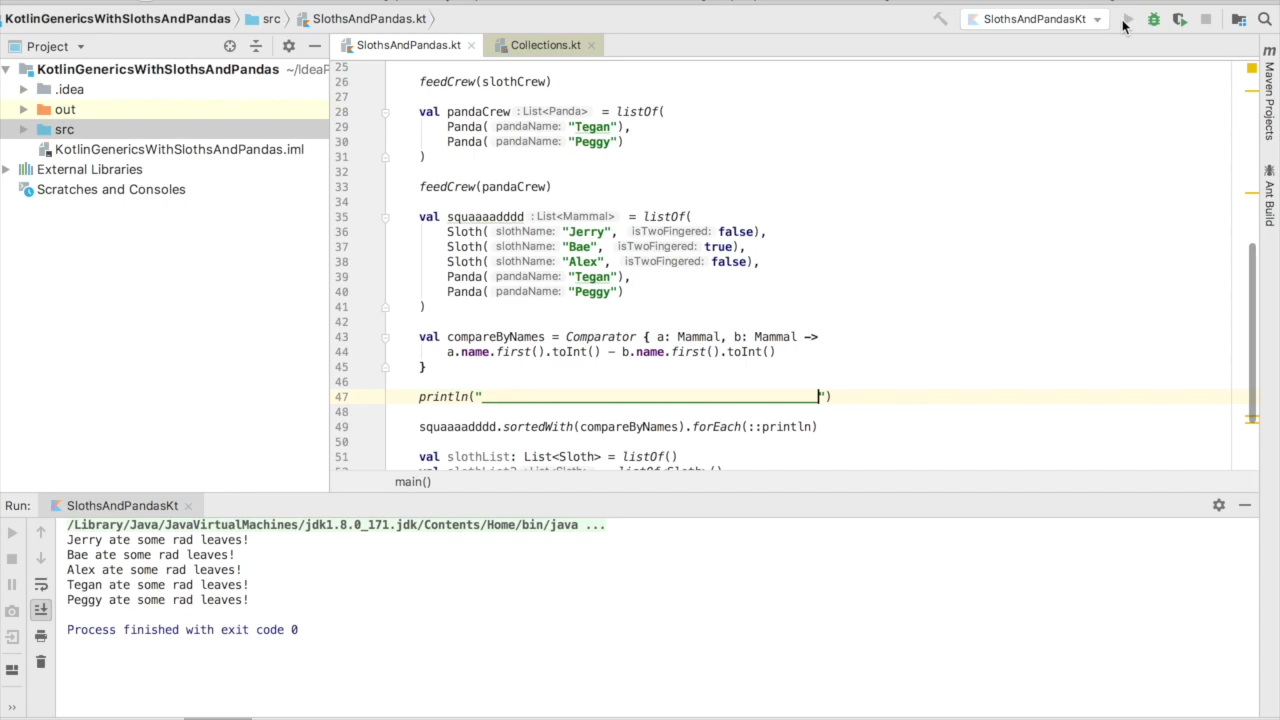 KotlinGenericsWithSlothsAndPandas src SlothsAndPandas.kt SlothsAndPandasKt
Project SlothsAndPandas.kt Collections.kt
KotlinGenericsWithSlothsAndPandas ~/IdeaP
.idea
out
src
KotlinGenericsWithSlothsAndPandas.iml
External Libraries
Scratches and Consoles
25
26 feedCrew(slothCrew)
27
28 val pandaCrew : List<Panda> = listOf(
29 Panda( pandaName: "Tegan"),
30 Panda( pandaName: "Peggy")
31 )
32
33 feedCrew(pandaCrew)
34
35 val squaaaadddd : List<Mammal> = listOf(
36 Sloth( slothName: "Jerry", isTwoFingered: false),
37 Sloth( slothName: "Bae", isTwoFingered: true),
38 Sloth( slothName: "Alex", isTwoFingered: false),
39 Panda( pandaName: "Tegan"),
40 Panda( pandaName: "Peggy")
41 )
42
43 val compareByNames = Comparator { a: Mammal, b: Mammal ->
44 a.name.first().toInt() - b.name.first().toInt()
45 }
46
47 println("________________________________________________")
48
49 squaaaadddd.sortedWith(compareByNames).forEach(::println)
50
51 val slothList: List<Sloth> = listOf()
main()
Maven Projects
Ant Build
Run: SlothsAndPandasKt
/Library/Java/JavaVirtualMachines/jdk1.8.0_171.jdk/Contents/Home/bin/java ...
Jerry ate some rad leaves!
Bae ate some rad leaves!
Alex ate some rad leaves!
Tegan ate some rad leaves!
Peggy ate some rad leaves!
Process finished with exit code 0